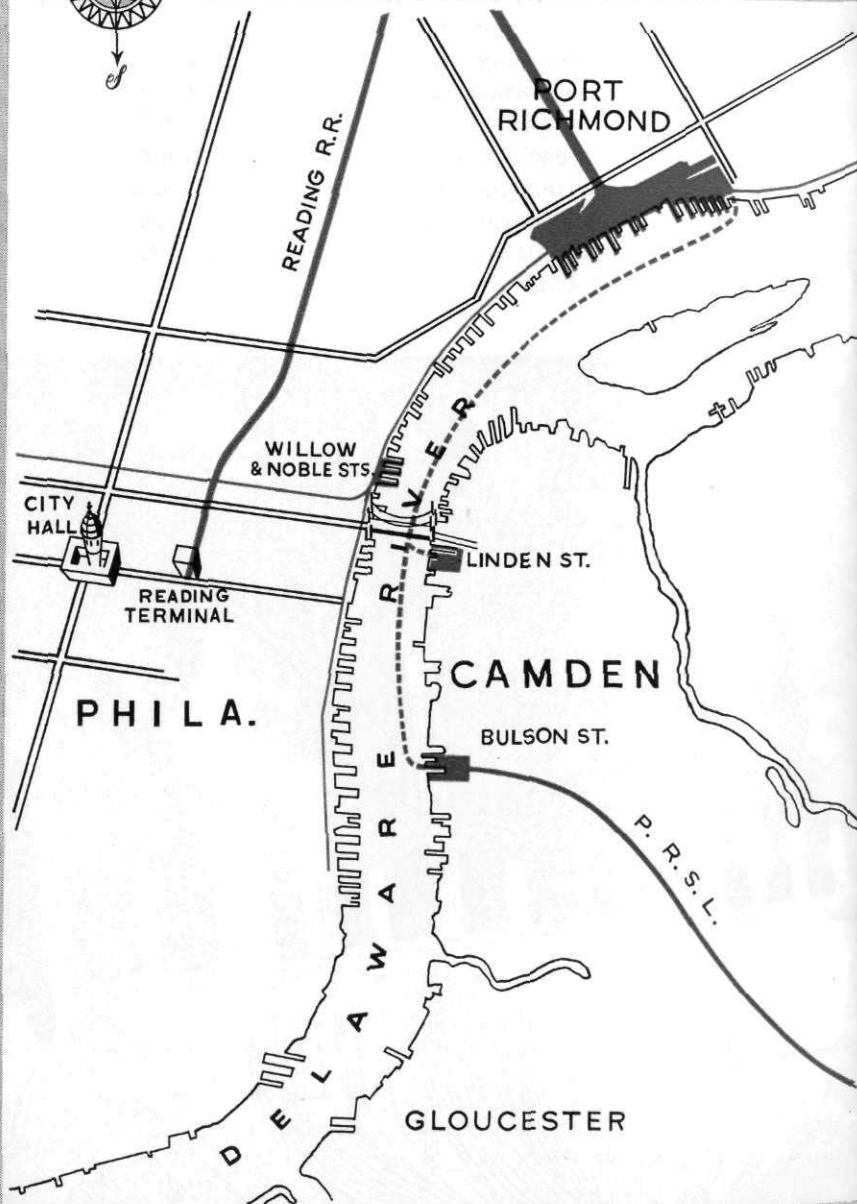 S
PORT
RICHMOND
READING R.R.
WILLOW
& NOBLE STS.
CITY
HALL
READING
TERMINAL
LINDEN ST.
PHILA.
CAMDEN
BULSON ST.
P. R. S. L.
DELAWARE RIVER
GLOUCESTER